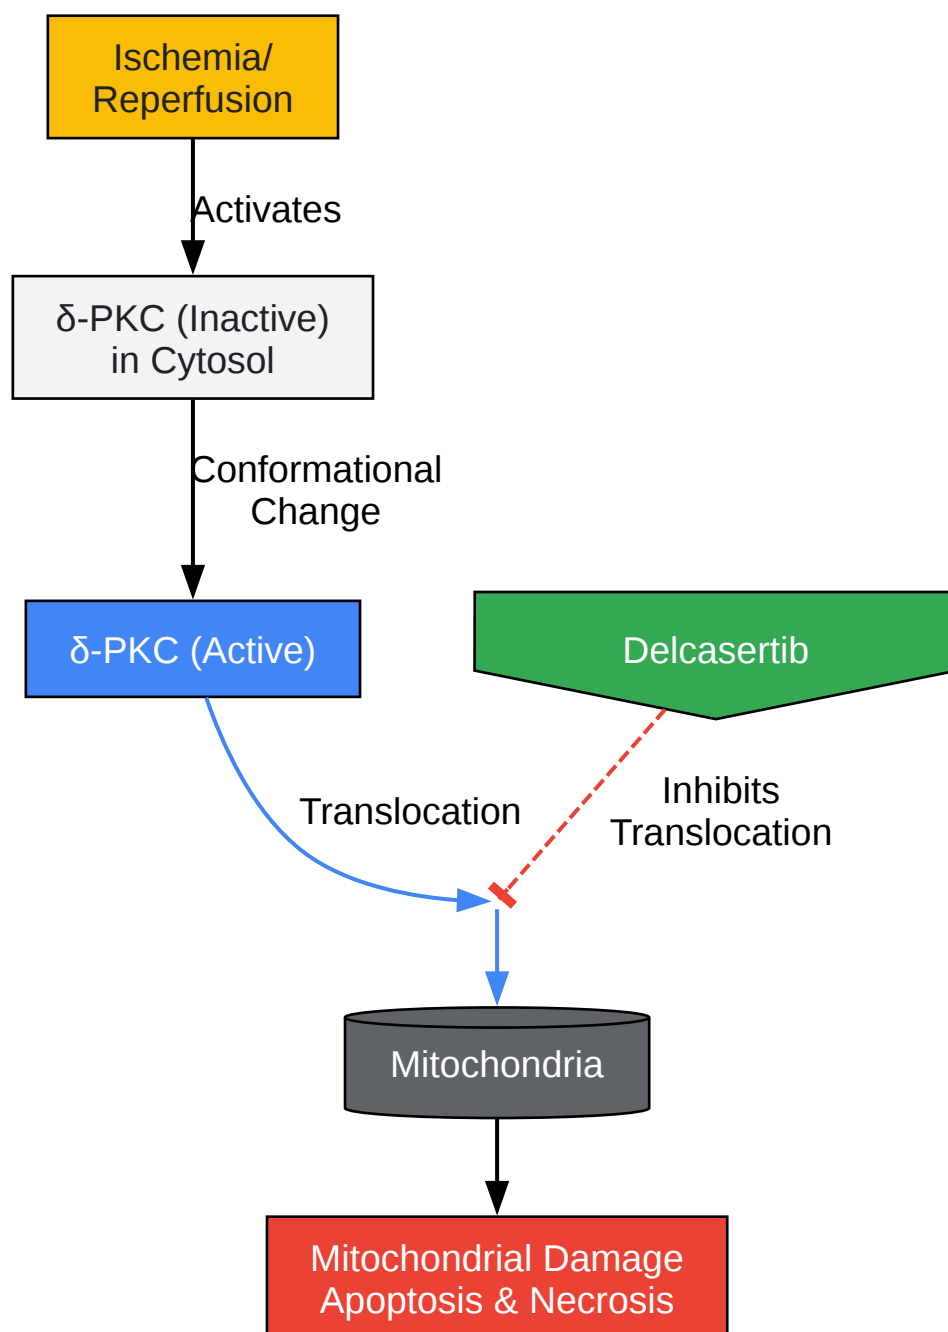 Ischemia/
Reperfusion
Activates
δ-PKC (Inactive)
in Cytosol
Conformational
Change
δ-PKC (Active)
Delcasertib
Translocation
Inhibits
Translocation
Mitochondria
Mitochondrial Damage
Apoptosis & Necrosis